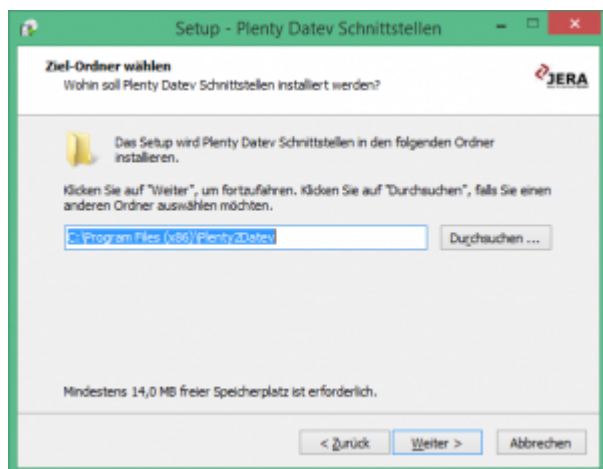 Setup - Plenty Datev Schnittstellen
Ziel-Ordner wählen
Wohin soll Plenty Datev Schnittstellen installiert werden?
JERA
Das Setup wird Plenty Datev Schnittstellen in den folgenden Ordner
installieren.
Klicken Sie auf "Weiter", um fortzufahren. Klicken Sie auf "Durchsuchen", falls Sie einen
anderen Ordner auswählen möchten.
C:\Program Files (x86)\Plenty2Datev
Durchsuchen ...
Mindestens 14,0 MB freier Speicherplatz ist erforderlich.
< Zurück
Weiter >
Abbrechen